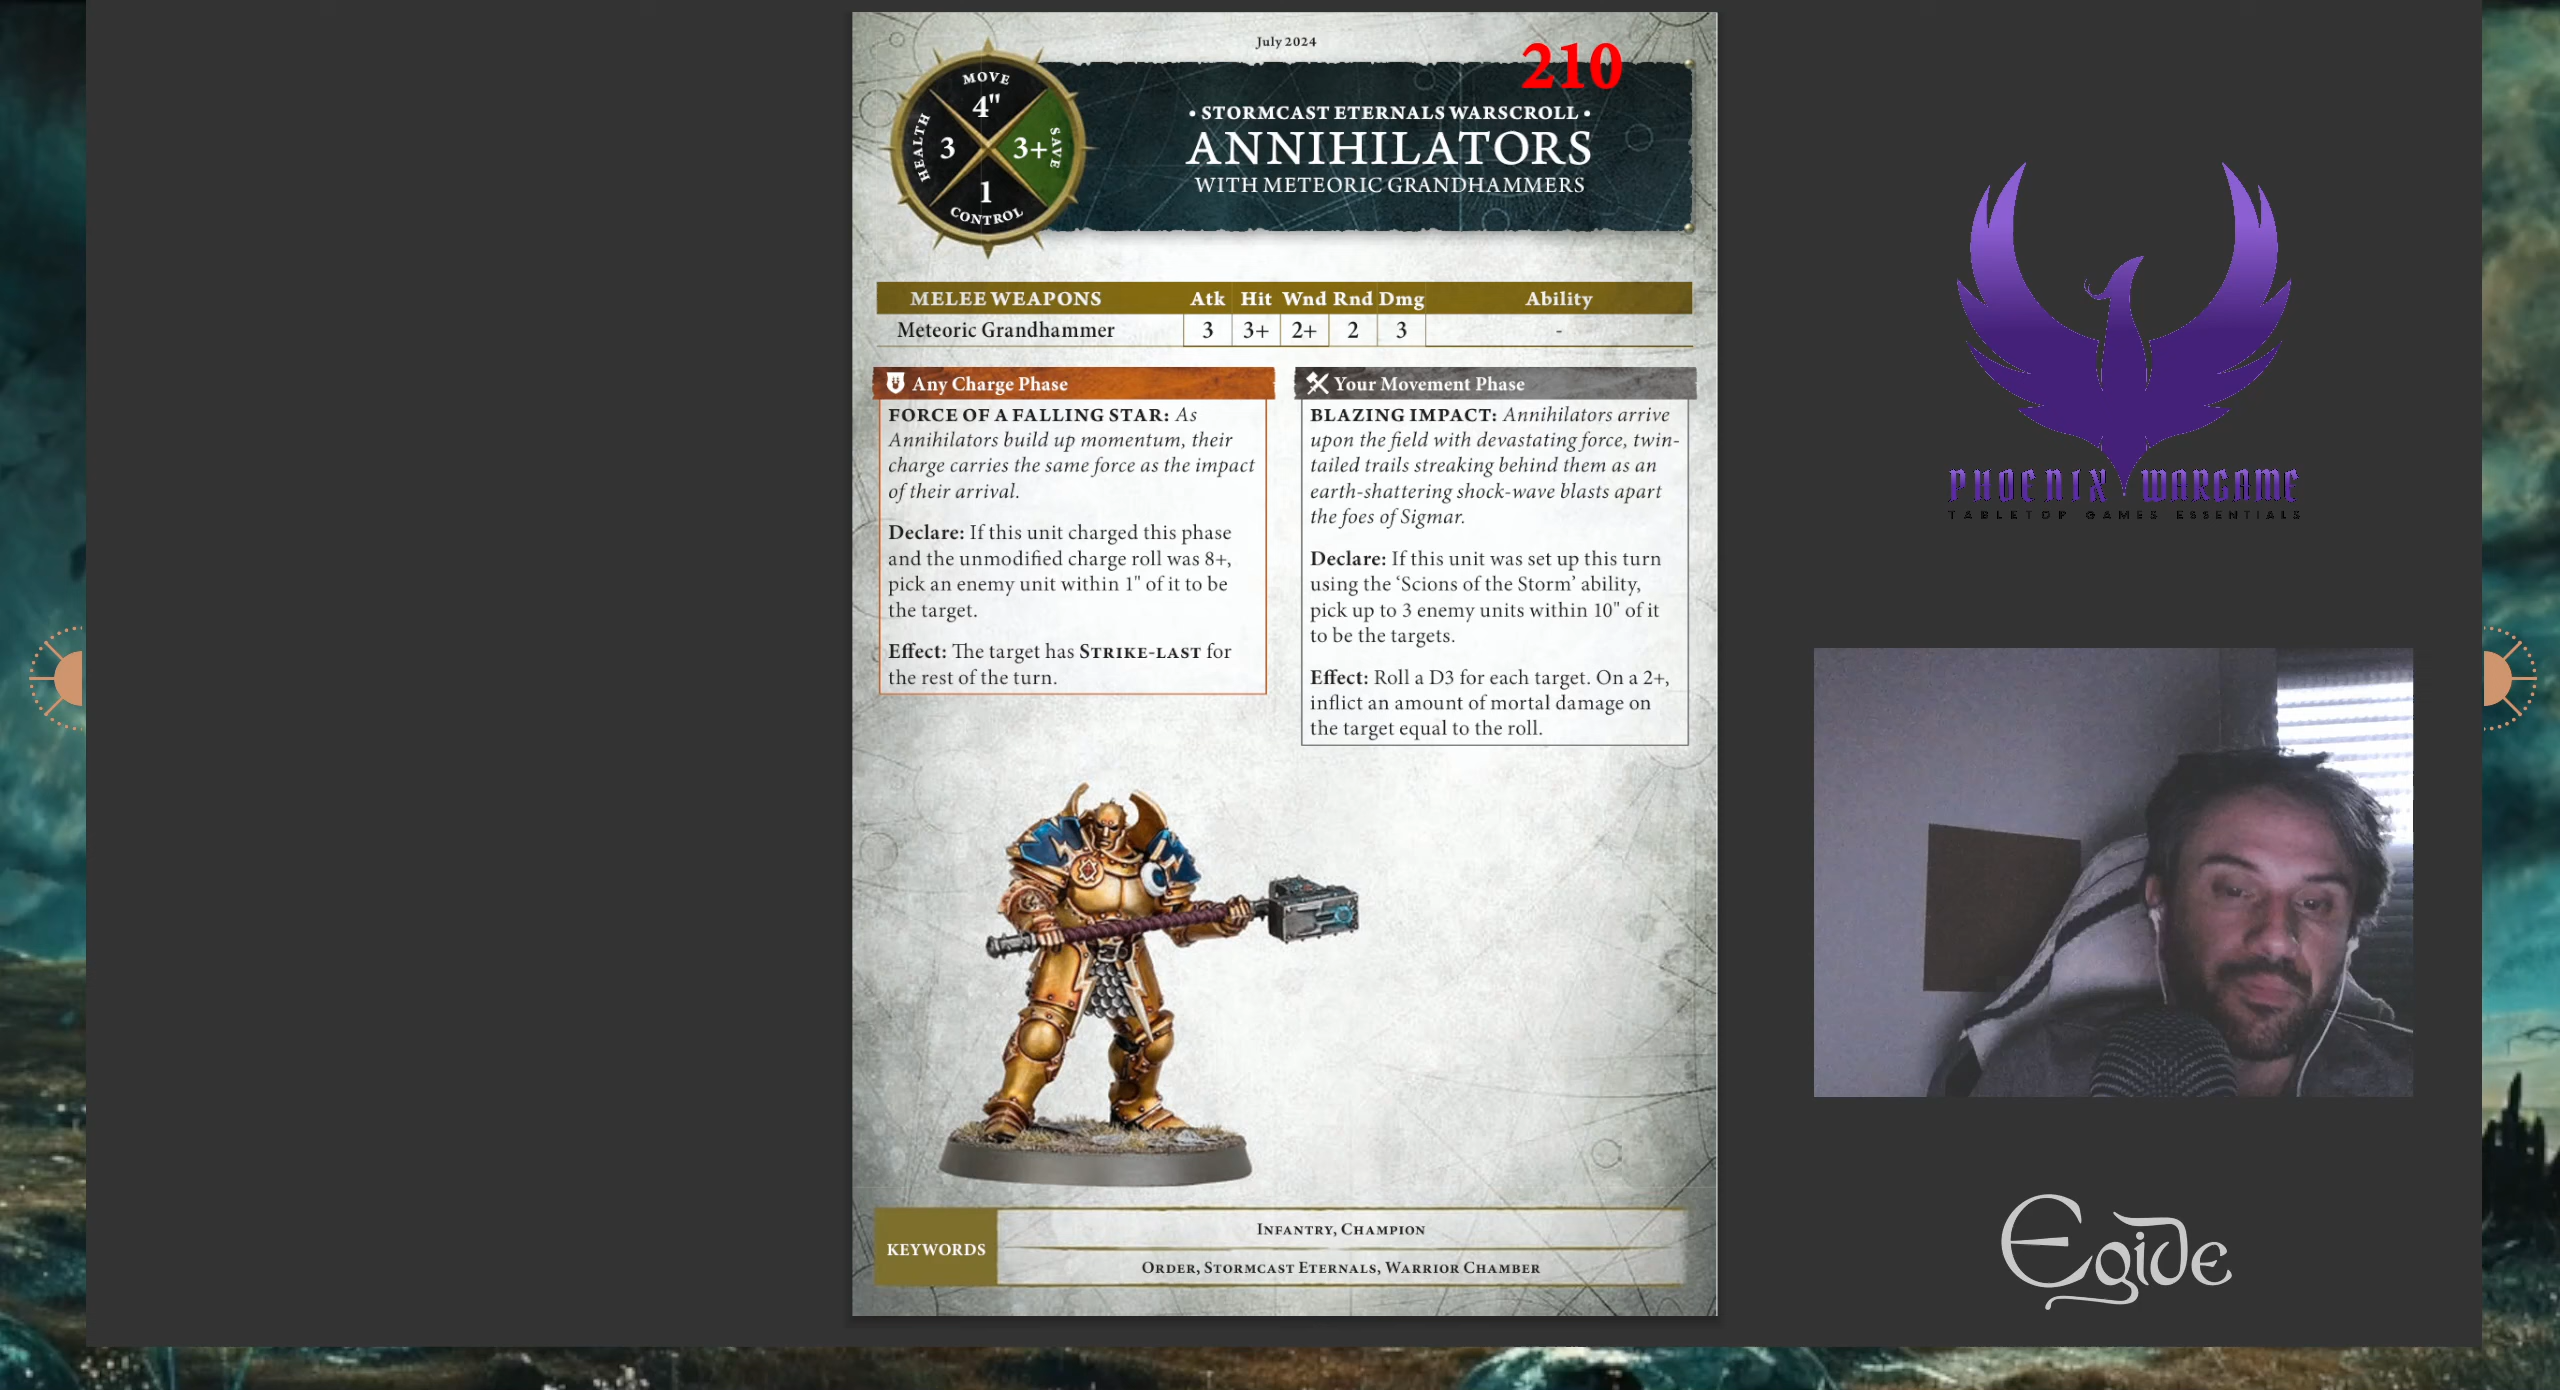 July 2024
210
MOVE
4"
HEALTH
3
3+
SAVE
1
CONTROL
• STORMCAST ETERNALS WARSCROLL •
ANNIHILATORS
WITH METEORIC GRANDHAMMERS
MELEE WEAPONS Atk Hit Wnd Rnd Dmg Ability
Meteoric Grandhammer 3 3+ 2+ 2 3 -
Any Charge Phase
FORCE OF A FALLING STAR: As
Annihilators build up momentum, their
charge carries the same force as the impact
of their arrival.
Declare: If this unit charged this phase
and the unmodified charge roll was 8+,
pick an enemy unit within 1" of it to be
the target.
Effect: The target has STRIKE-LAST for
the rest of the turn.
Your Movement Phase
BLAZING IMPACT: Annihilators arrive
upon the field with devastating force, twin-
tailed trails streaking behind them as an
earth-shattering shock-wave blasts apart
the foes of Sigmar.
Declare: If this unit was set up this turn
using the ‘Scions of the Storm’ ability,
pick up to 3 enemy units within 10" of it
to be the targets.
Effect: Roll a D3 for each target. On a 2+,
inflict an amount of mortal damage on
the target equal to the roll.
KEYWORDS
INFANTRY, CHAMPION
ORDER, STORMCAST ETERNALS, WARRIOR CHAMBER
PHOENIX WARGAME
TABLETOP GAMES ESSENTIALS
Egide